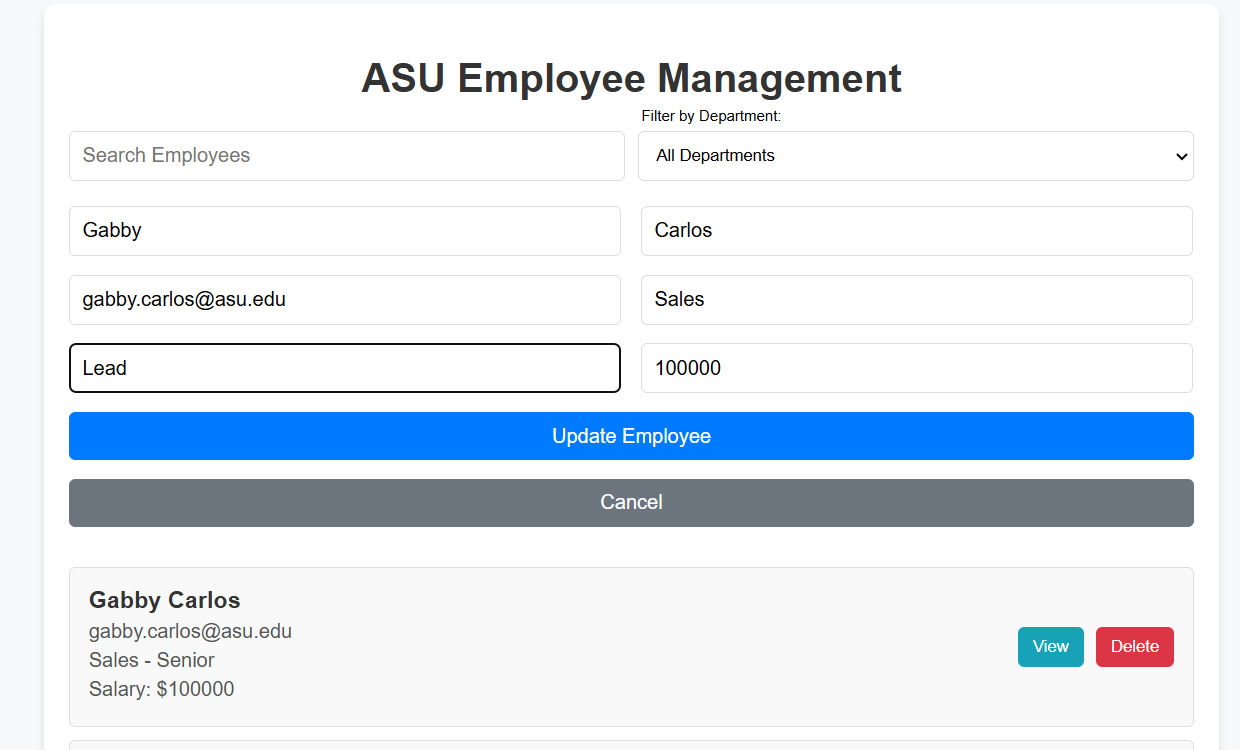 ASU Employee Management
Filter by Department:
Search Employees
All Departments
Gabby
Carlos
gabby.carlos@asu.edu
Sales
Lead
100000
Update Employee
Cancel
Gabby Carlos
gabby.carlos@asu.edu
Sales - Senior
Salary: $100000
View
Delete